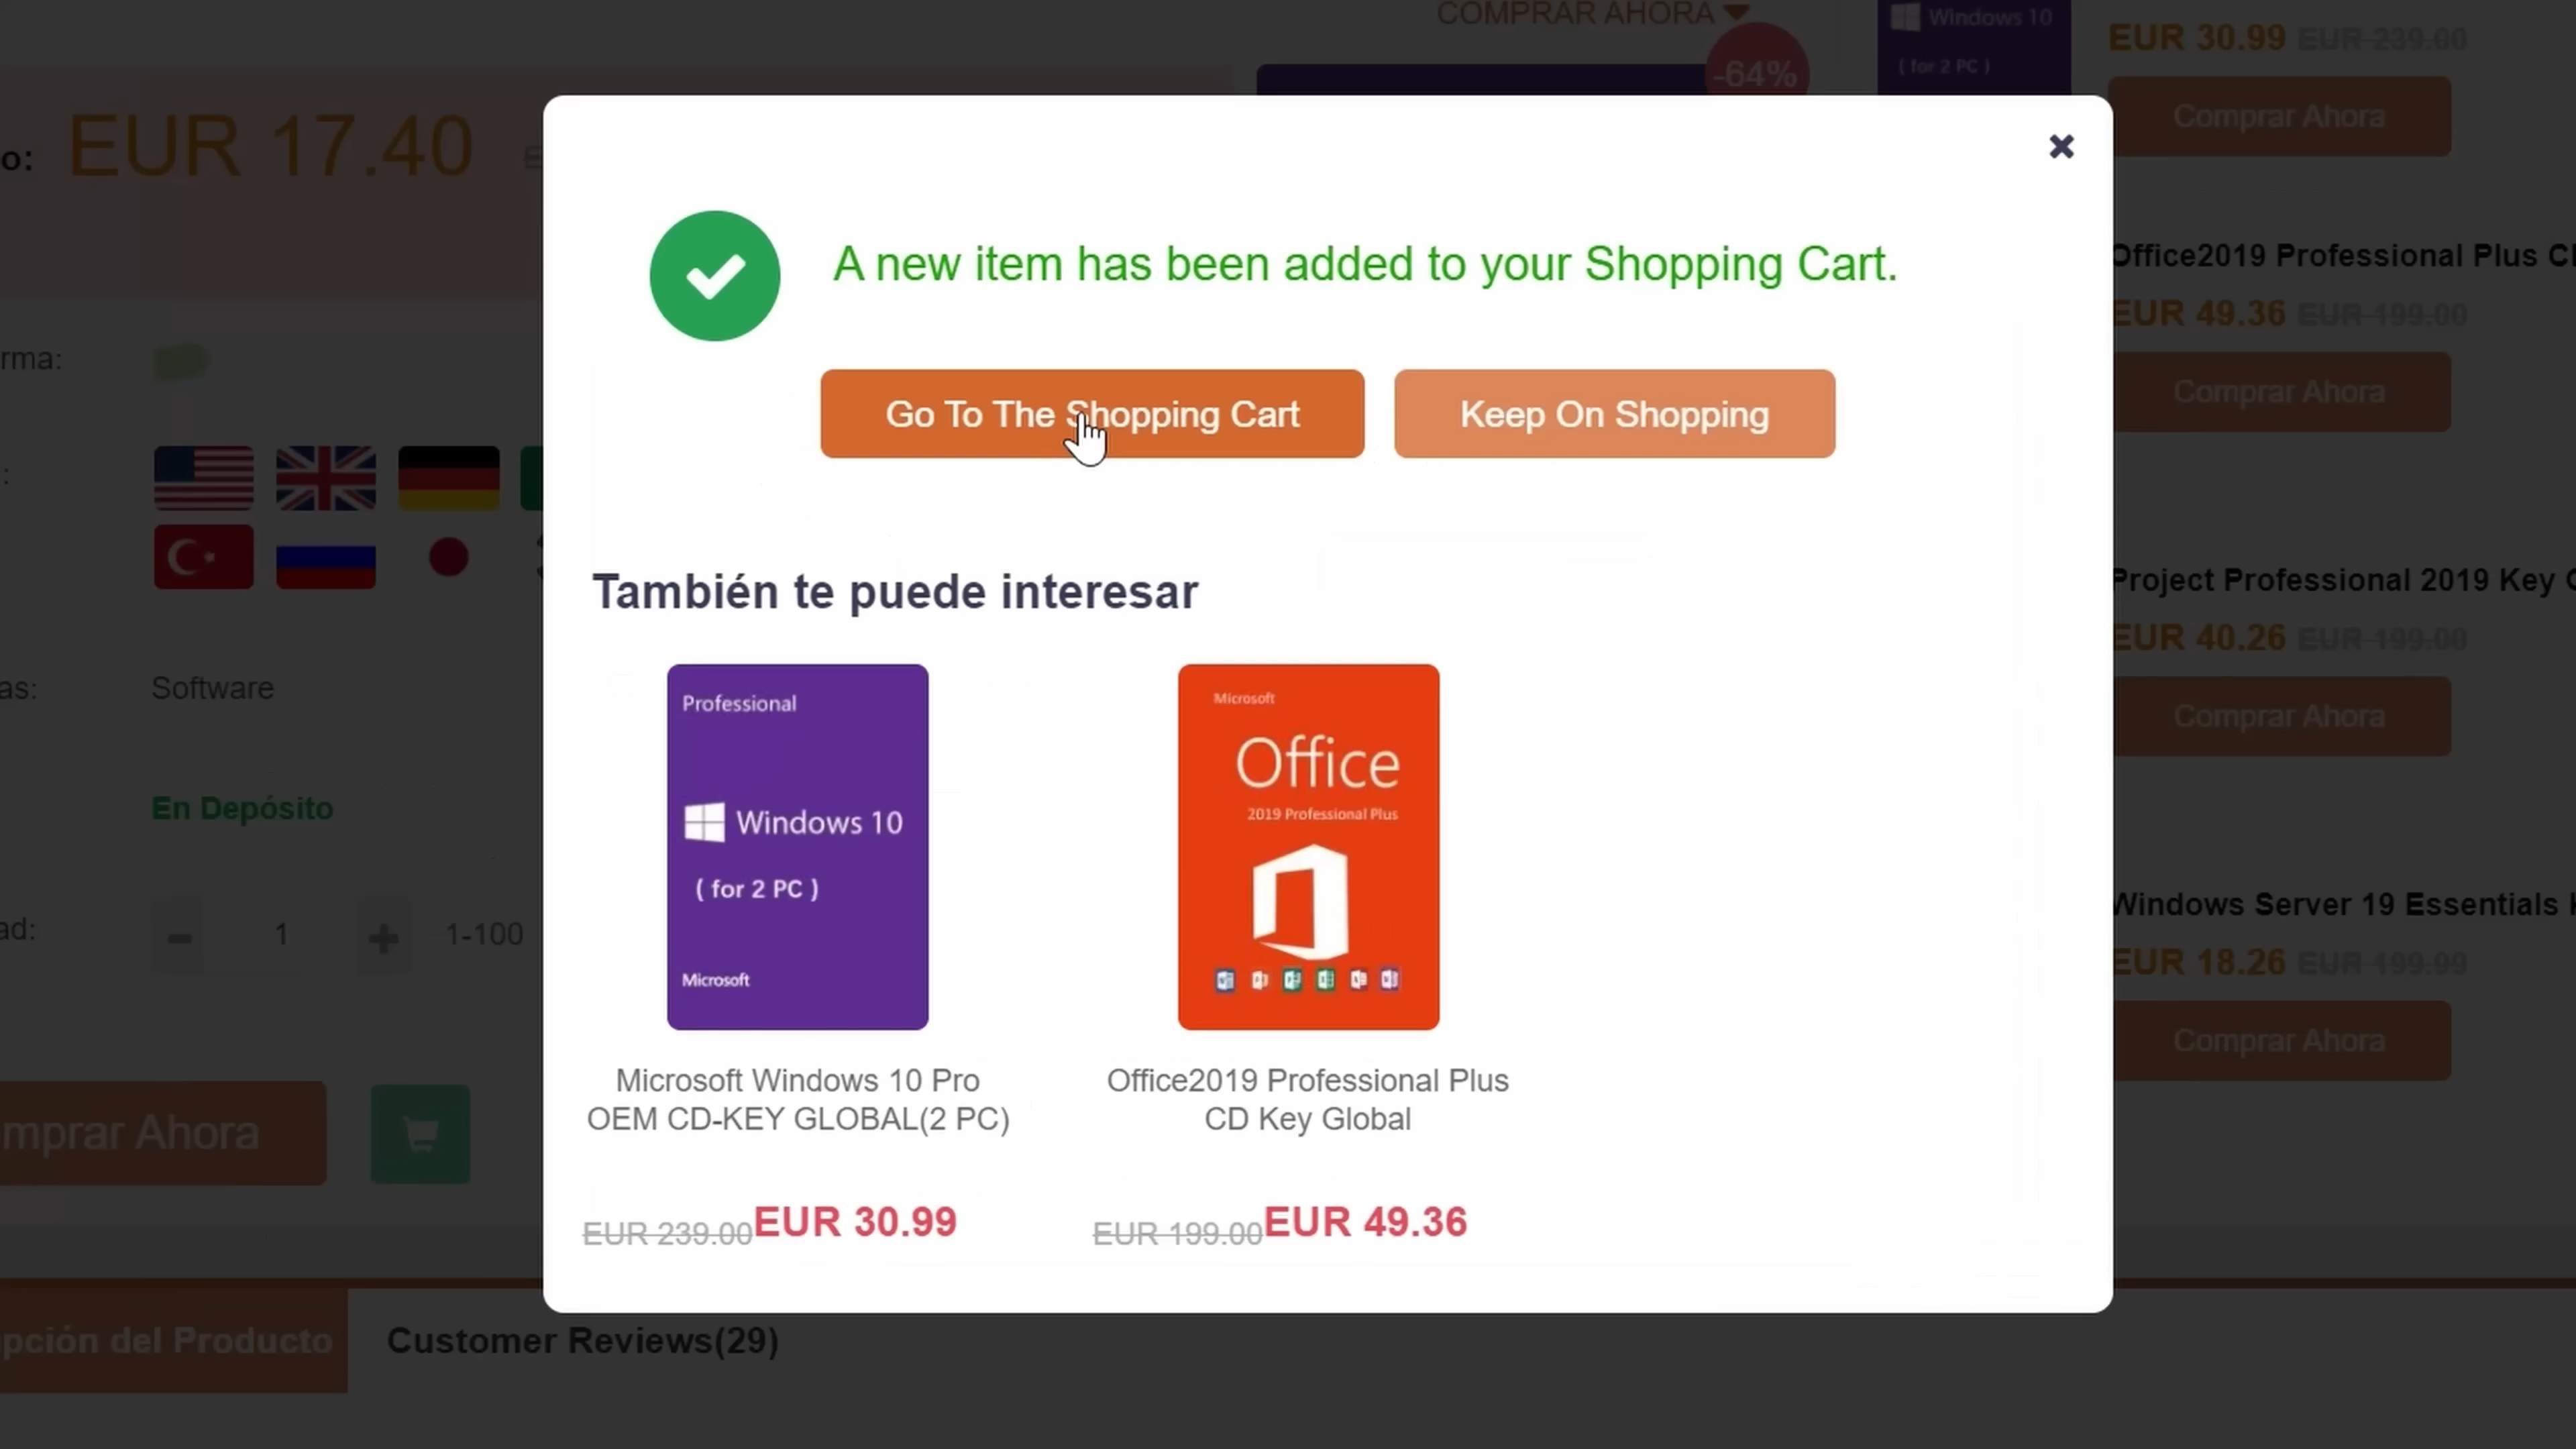 COMPRAR AHORA
-64%
Windows 10
( for 2 PC )
EUR 30.99 EUR 239.00
Comprar Ahora
o: EUR 17.40
A new item has been added to your Shopping Cart.
Go To The Shopping Cart
Keep On Shopping
Office2019 Professional Plus
EUR 49.36 EUR 199.00
Comprar Ahora
rma:
:
También te puede interesar
Project Professional 2019 Key
EUR 40.26 EUR 199.00
Comprar Ahora
as: Software
En Depósito
ad: 1 1-100
Professional
Windows 10
( for 2 PC )
Microsoft
Microsoft
Office
2019 Professional Plus
Windows Server 19 Essentials
EUR 18.26 EUR 199.99
Comprar Ahora
Microsoft Windows 10 Pro
OEM CD-KEY GLOBAL(2 PC)
EUR 239.00 EUR 30.99
Office2019 Professional Plus
CD Key Global
EUR 199.00 EUR 49.36
mprar Ahora
pción del Producto
Customer Reviews(29)